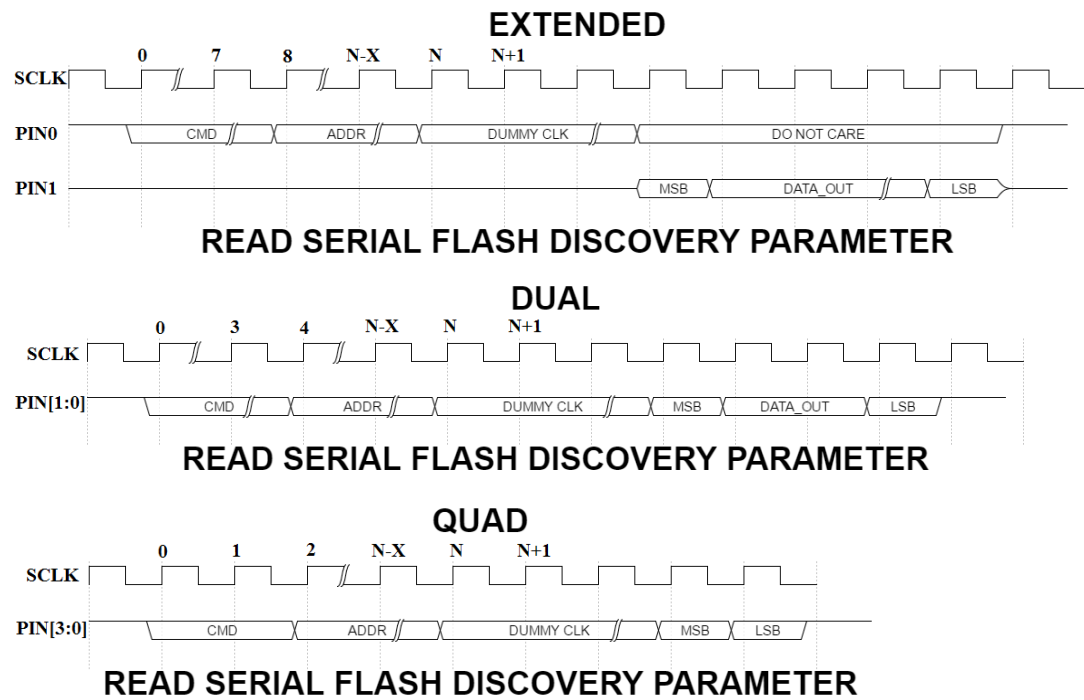 EXTENDED
0 7 8 N-X N N+1
SCLK
PIN0 CMD ADDR DUMMY CLK DO NOT CARE
PIN1 MSB DATA_OUT LSB
READ SERIAL FLASH DISCOVERY PARAMETER
DUAL
0 3 4 N-X N N+1
SCLK
PIN[1:0] CMD ADDR DUMMY CLK MSB DATA_OUT LSB
READ SERIAL FLASH DISCOVERY PARAMETER
QUAD
0 1 2 N-X N N+1
SCLK
PIN[3:0] CMD ADDR DUMMY CLK MSB LSB
READ SERIAL FLASH DISCOVERY PARAMETER